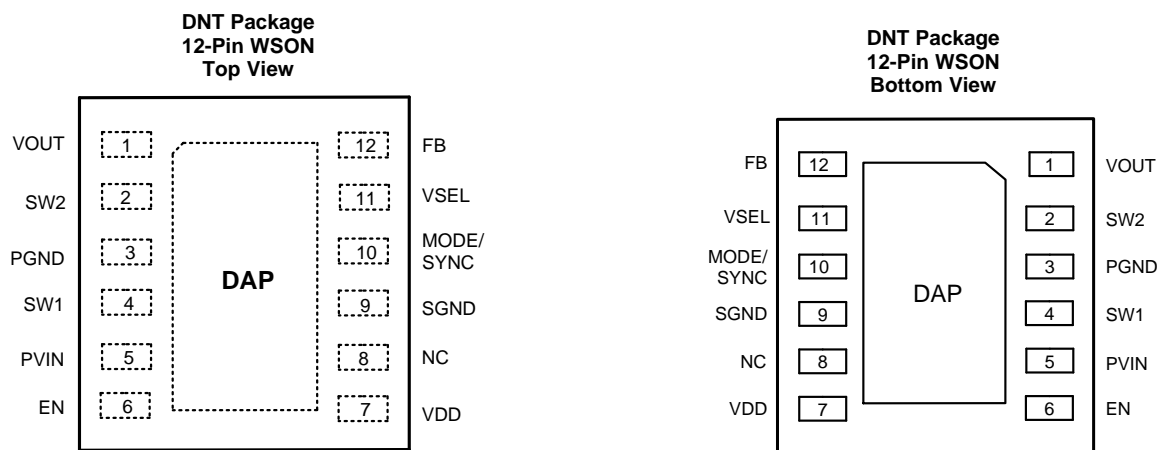 DNT Package
12-Pin WSON
Top View
VOUT 1 12 FB
SW2 2 11 VSEL
PGND 3 10 MODE/
SYNC
DAP
SW1 4 9 SGND
PVIN 5 8 NC
EN 6 7 VDD
DNT Package
12-Pin WSON
Bottom View
FB 12 1 VOUT
VSEL 11 2 SW2
MODE/
SYNC 10 3 PGND
DAP
SGND 9 4 SW1
NC 8 5 PVIN
VDD 7 6 EN